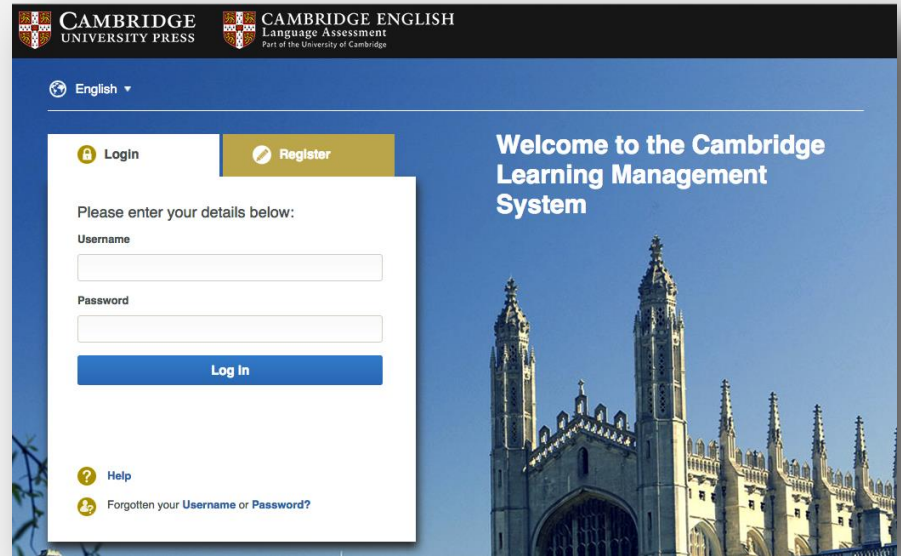 CAMBRIDGE
UNIVERSITY PRESS
CAMBRIDGE ENGLISH
Language Assessment
Part of the University of Cambridge
English
Login
Register
Please enter your details below:
Username
Password
Log in
Help
Forgotten your Username or Password?
Welcome to the Cambridge
Learning Management
System